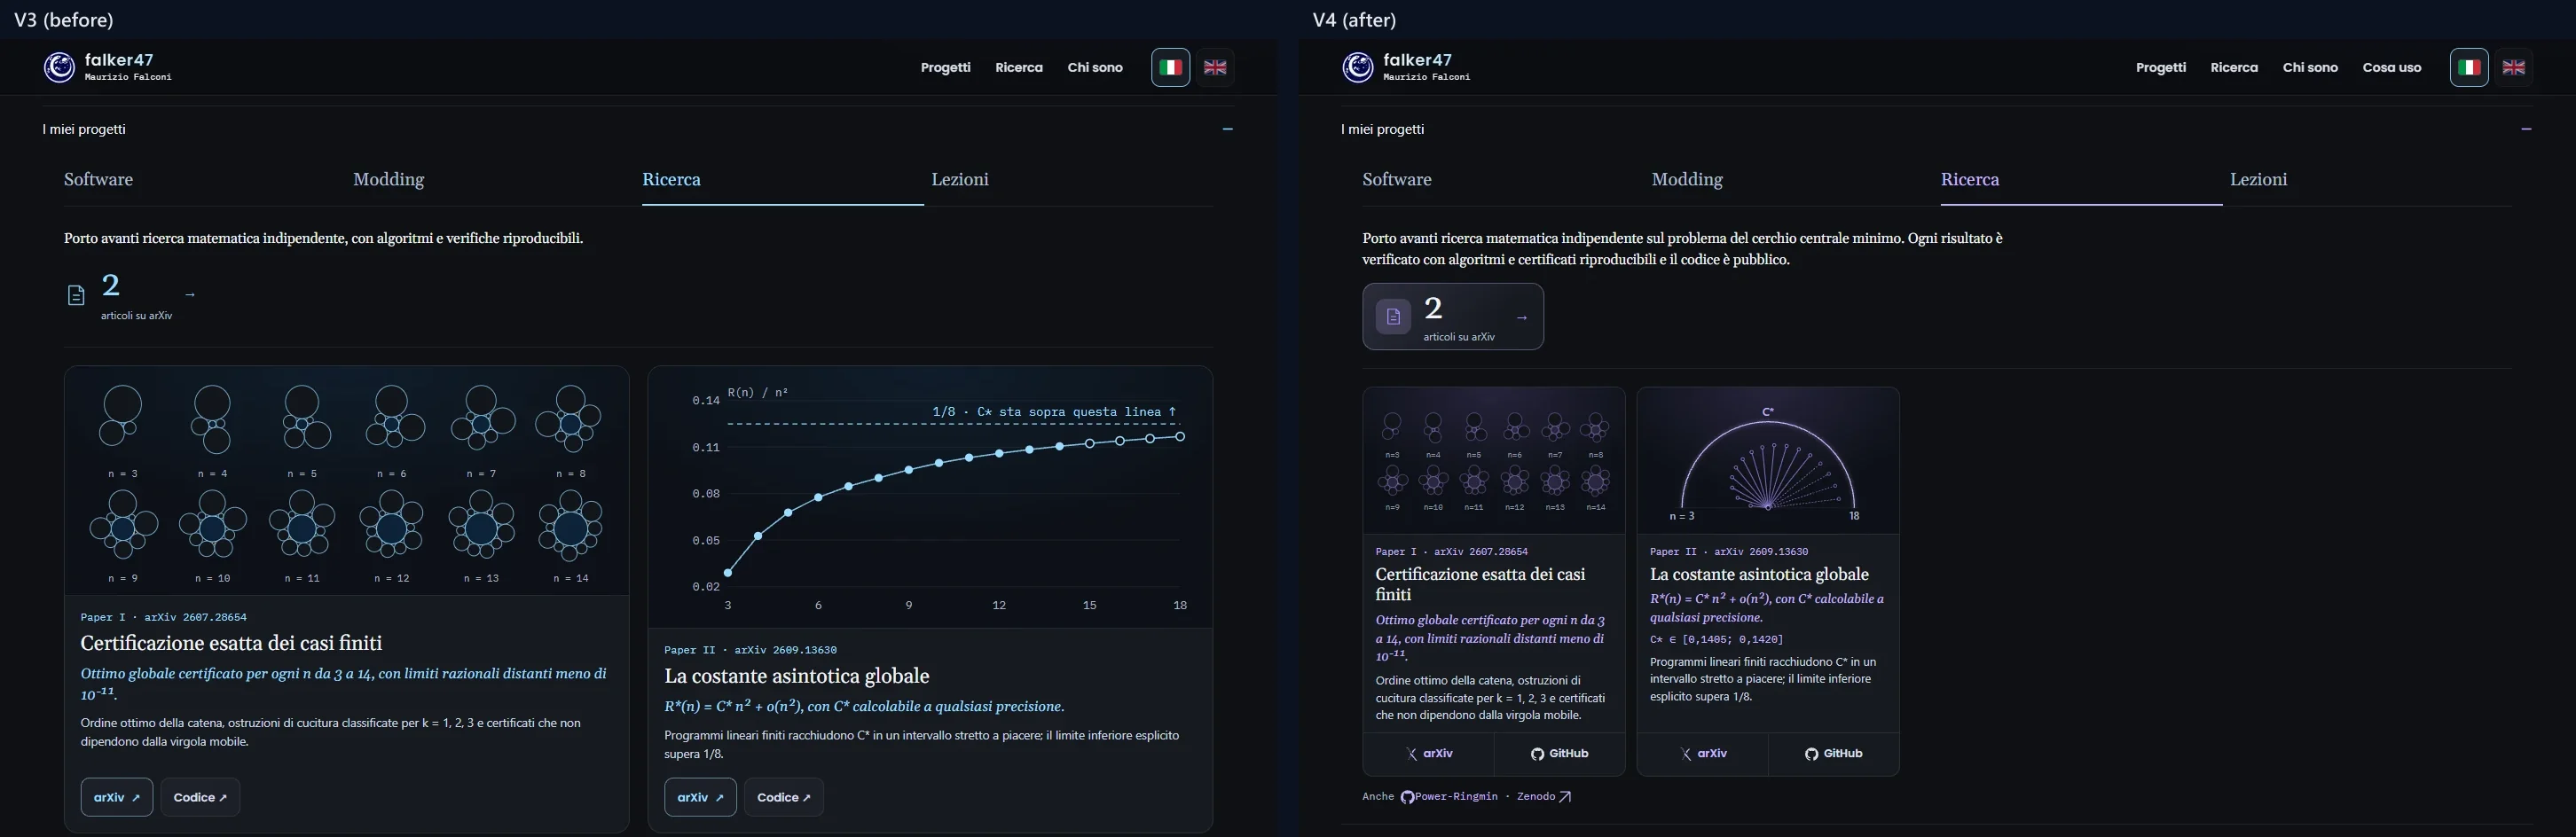 V3 (before)
falker47
Maurizio Falconi
Progetti
Ricerca
Chi sono
I miei progetti
Software
Modding
Ricerca
Lezioni
Porto avanti ricerca matematica indipendente, con algoritmi e verifiche riproducibili.
2
articoli su arXiv
→
n = 3
n = 4
n = 5
n = 6
n = 7
n = 8
n = 9
n = 10
n = 11
n = 12
n = 13
n = 14
Paper I · arXiv 2607.28654
Certificazione esatta dei casi finiti
Ottimo globale certificato per ogni n da 3 a 14, con limiti razionali distanti meno di
10⁻¹¹.
Ordine ottimo della catena, ostruzioni di cucitura classificate per k = 1, 2, 3 e certificati che non
dipendono dalla virgola mobile.
arXiv ↗
Codice ↗
R(n) / n²
0.14
1/8 · C* sta sopra questa linea ↑
0.11
0.08
0.05
0.02
3
6
9
12
15
18
Paper II · arXiv 2609.13630
La costante asintotica globale
R*(n) = C* n² + o(n²), con C* calcolabile a qualsiasi precisione.
Programmi lineari finiti racchiudono C* in un intervallo stretto a piacere; il limite inferiore esplicito
supera 1/8.
arXiv ↗
Codice ↗
V4 (after)
falker47
Maurizio Falconi
Progetti
Ricerca
Chi sono
Cosa uso
I miei progetti
Software
Modding
Ricerca
Lezioni
Porto avanti ricerca matematica indipendente sul problema del cerchio centrale minimo. Ogni risultato è
verificato con algoritmi e certificati riproducibili e il codice è pubblico.
2
articoli su arXiv
→
n=3
n=4
n=5
n=6
n=7
n=8
n=9
n=10
n=11
n=12
n=13
n=14
Paper I · arXiv 2607.28654
Certificazione esatta dei casi
finiti
Ottimo globale certificato per ogni n da 3
a 14, con limiti razionali distanti meno di
10⁻¹¹.
Ordine ottimo della catena, ostruzioni di
cucitura classificate per k = 1, 2, 3 e certificati
che non dipendono dalla virgola mobile.
arXiv
GitHub
C*
n = 3
18
Paper II · arXiv 2609.13630
La costante asintotica globale
R*(n) = C* n² + o(n²), con C* calcolabile a
qualsiasi precisione.
C* ∈ [0,1405; 0,1420]
Programmi lineari finiti racchiudono C* in un
intervallo stretto a piacere; il limite inferiore
esplicito supera 1/8.
arXiv
GitHub
Anche Power-Ringmin · Zenodo